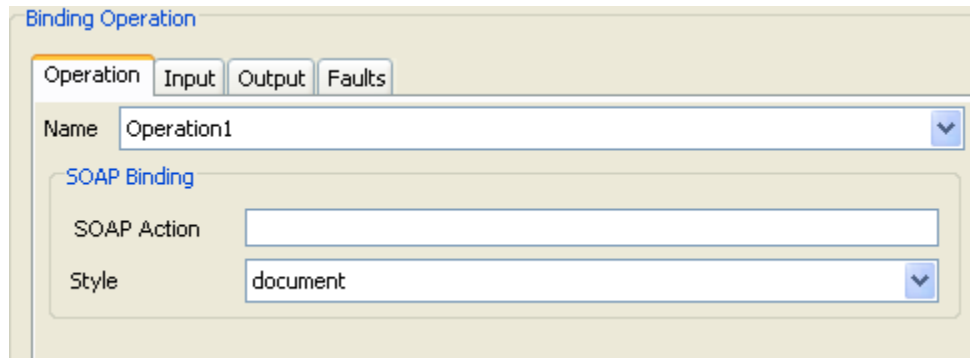 Binding Operation
Operation Input Output Faults
Name Operation1
SOAP Binding
SOAP Action
Style document